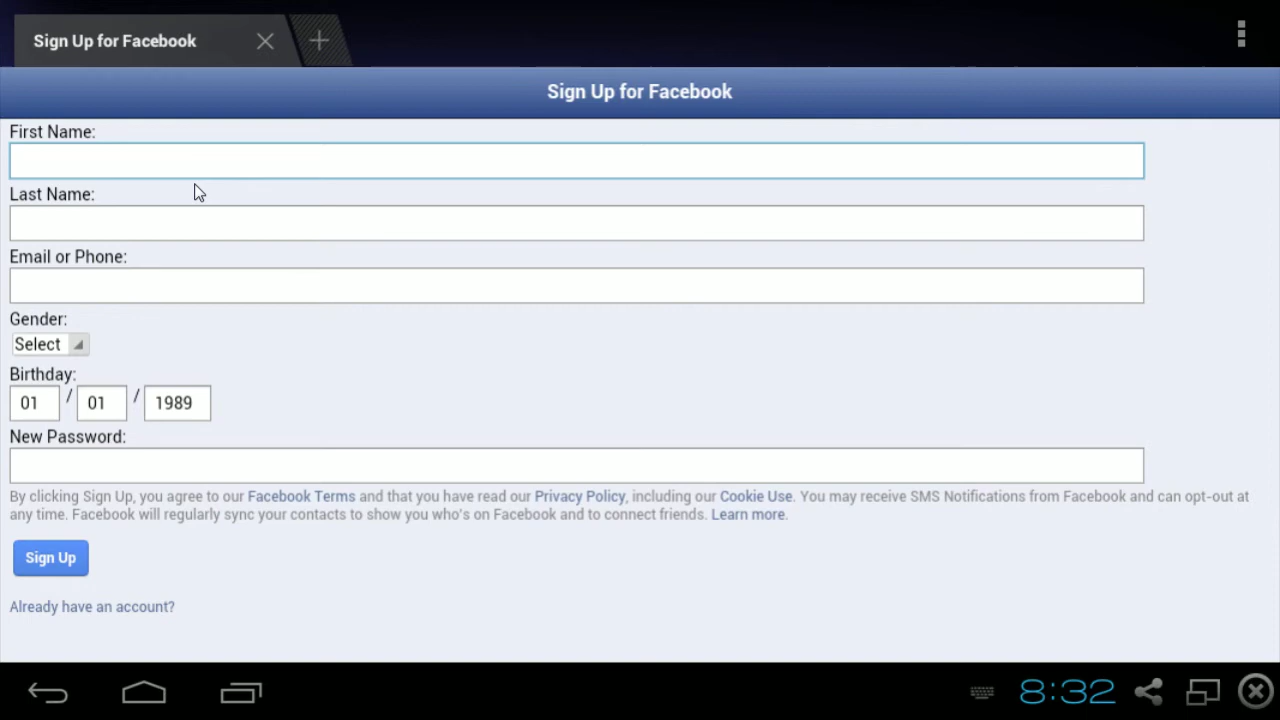 Sign Up for Facebook
Sign Up for Facebook
First Name:
Last Name:
Email or Phone:
Gender:
Select
Birthday:
01 / 01 / 1989
New Password:
By clicking Sign Up, you agree to our Facebook Terms and that you have read our Privacy Policy, including our Cookie Use. You may receive SMS Notifications from Facebook and can opt-out at
any time. Facebook will regularly sync your contacts to show you who's on Facebook and to connect friends. Learn more.
Sign Up
Already have an account?
8:32